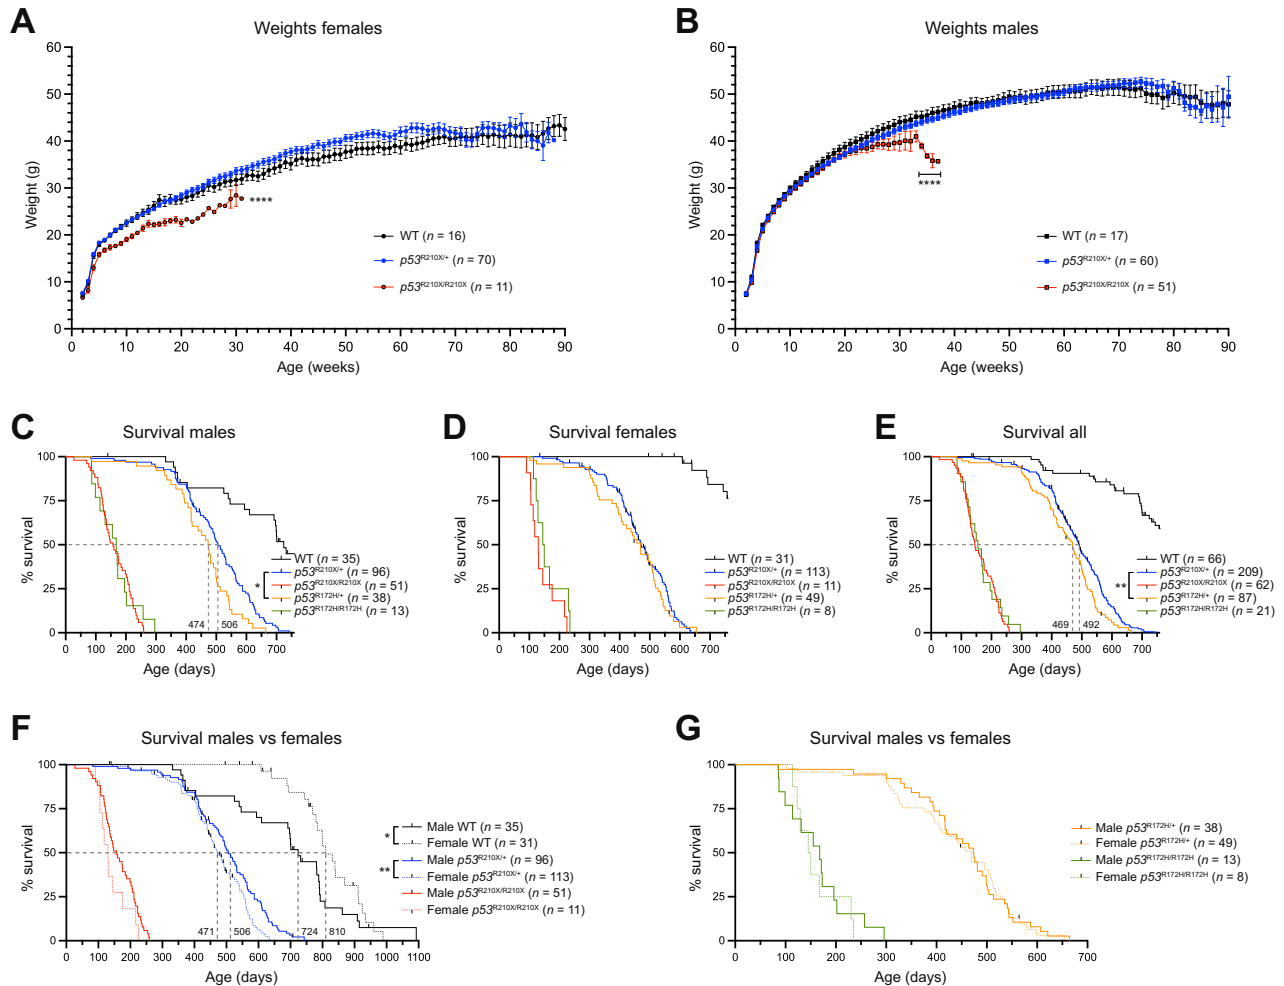 A
Weights females
60
50
40
30
20
10
0
Weight (g)
0 10 20 30 40 50 60 70 80 90
Age (weeks)
****
WT (n = 16)
p53R210X/+ (n = 70)
p53R210X/R210X (n = 11)
B
Weights males
60
50
40
30
20
10
0
Weight (g)
0 10 20 30 40 50 60 70 80 90
Age (weeks)
****
WT (n = 17)
p53R210X/+ (n = 60)
p53R210X/R210X (n = 51)
C
Survival males
100
75
50
25
0
% survival
0 100 200 300 400 500 600 700
Age (days)
474 506
*
WT (n = 35)
p53R210X/+ (n = 96)
p53R210X/R210X (n = 51)
p53R172H/+ (n = 38)
p53R172H/R172H (n = 13)
D
Survival females
100
75
50
25
0
% survival
0 100 200 300 400 500 600 700
Age (days)
WT (n = 31)
p53R210X/+ (n = 113)
p53R210X/R210X (n = 11)
p53R172H/+ (n = 49)
p53R172H/R172H (n = 8)
E
Survival all
100
75
50
25
0
% survival
0 100 200 300 400 500 600 700
Age (days)
469 492
**
WT (n = 66)
p53R210X/+ (n = 209)
p53R210X/R210X (n = 62)
p53R172H/+ (n = 87)
p53R172H/R172H (n = 21)
F
Survival males vs females
100
75
50
25
0
% survival
0 100 200 300 400 500 600 700 800 900 1000 1100
Age (days)
471 506 724 810
*
**
Male WT (n = 35)
Female WT (n = 31)
Male p53R210X/+ (n = 96)
Female p53R210X/+ (n = 113)
Male p53R210X/R210X (n = 51)
Female p53R210X/R210X (n = 11)
G
Survival males vs females
100
75
50
25
0
% survival
0 100 200 300 400 500 600 700
Age (days)
Male p53R172H/+ (n = 38)
Female p53R172H/+ (n = 49)
Male p53R172H/R172H (n = 13)
Female p53R172H/R172H (n = 8)